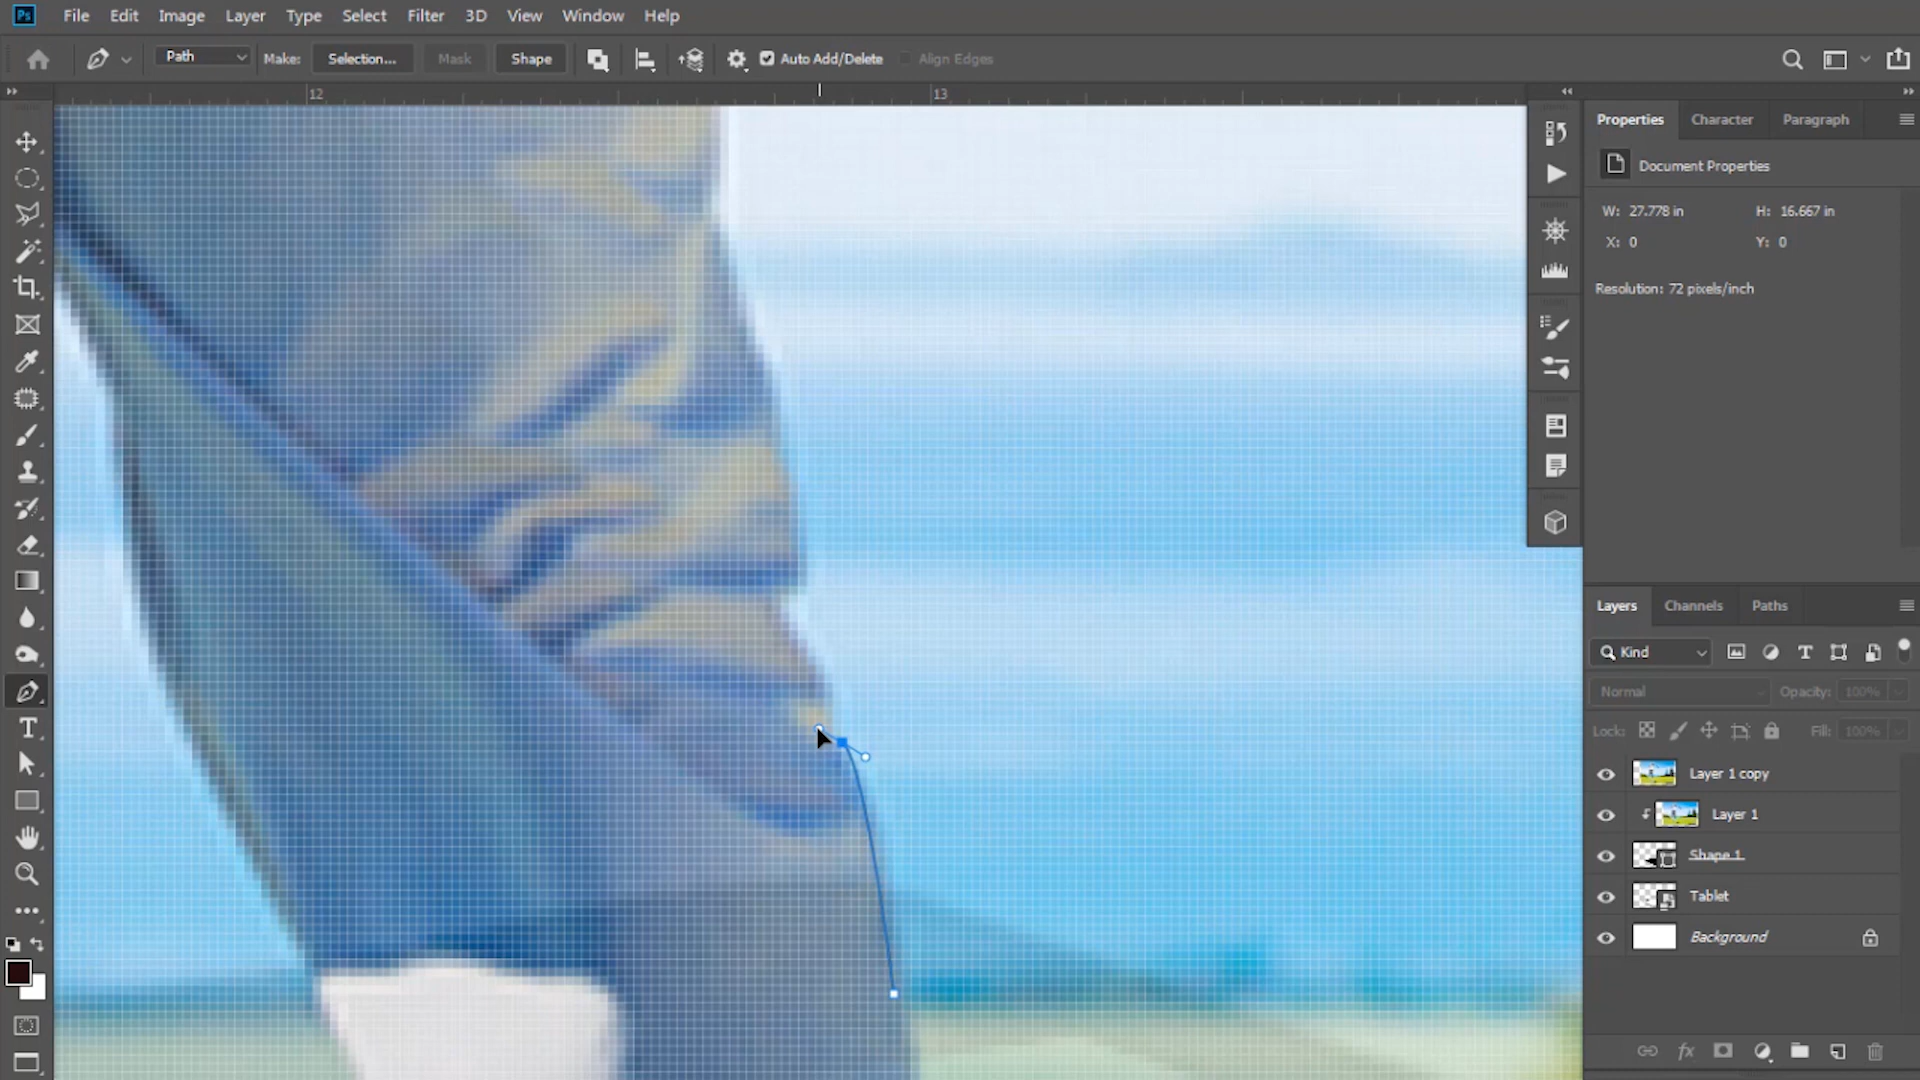 Ps File Edit Image Layer Type Select Filter 3D View Window Help
Path Make: Selection... Mask Shape Auto Add/Delete Align Edges
12 13
Properties Character Paragraph
Document Properties
W: 27.778 in H: 16.667 in
X: 0 Y: 0
Resolution: 72 pixels/inch
Layers Channels Paths
Kind
Normal Opacity: 100%
Lock: Fill: 100%
Layer 1 copy
Layer 1
Shape 1
Tablet
Background
fx